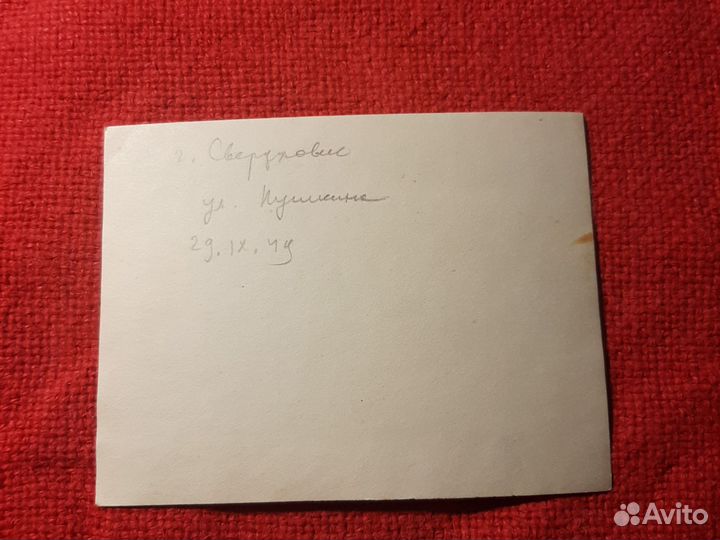 г. Свердловск
ул. Пушкина
29.IX.49
Avito